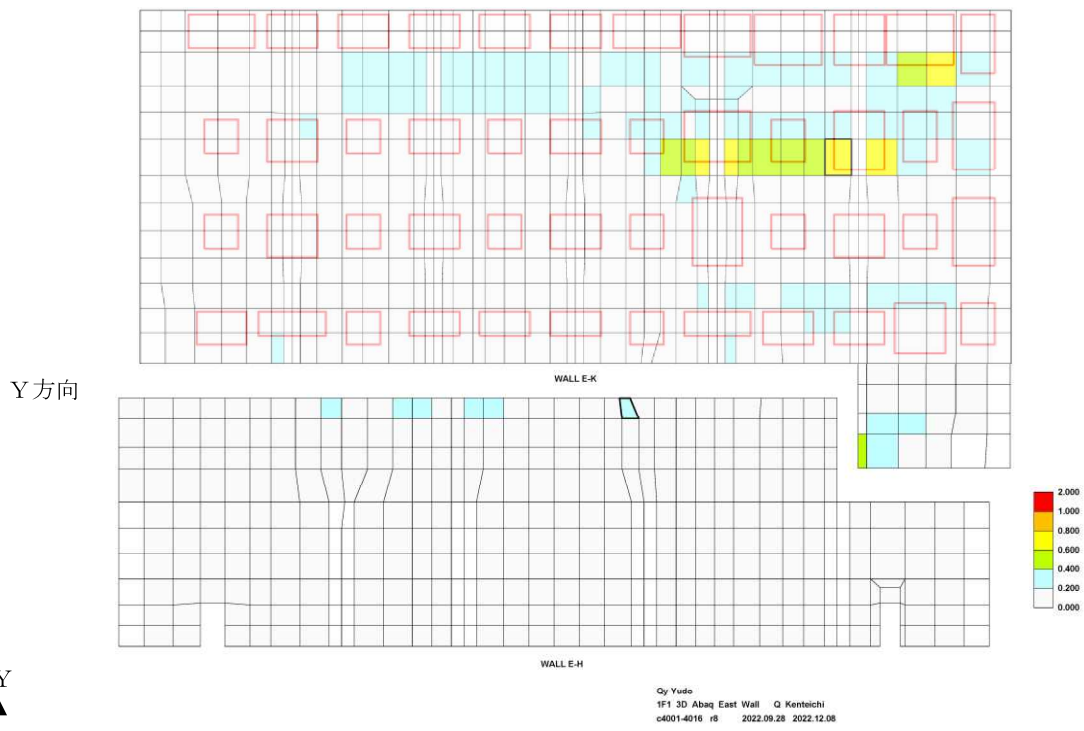 WALL E-K
Y方向
2.000
1.000
0.800
0.600
0.400
0.200
0.000
WALL E-H
Y
Qy Yudo
1F1 3D Abaq East Wall Q Kenteichi
c4001-4016 r8 2022.09.28 2022.12.08